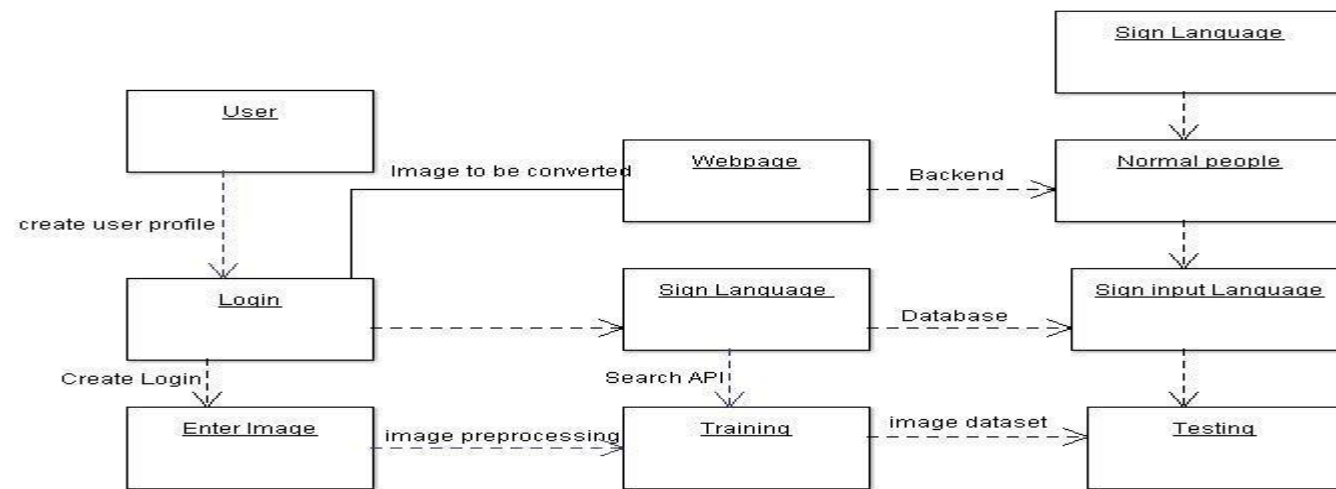 Sign Language
User
Webpage
Normal people
Image to be converted
Backend
create user profile
Login
Sign Language
Sign input Language
Database
Create Login
Search API
Enter Image
image preprocessing
Training
image dataset
Testing